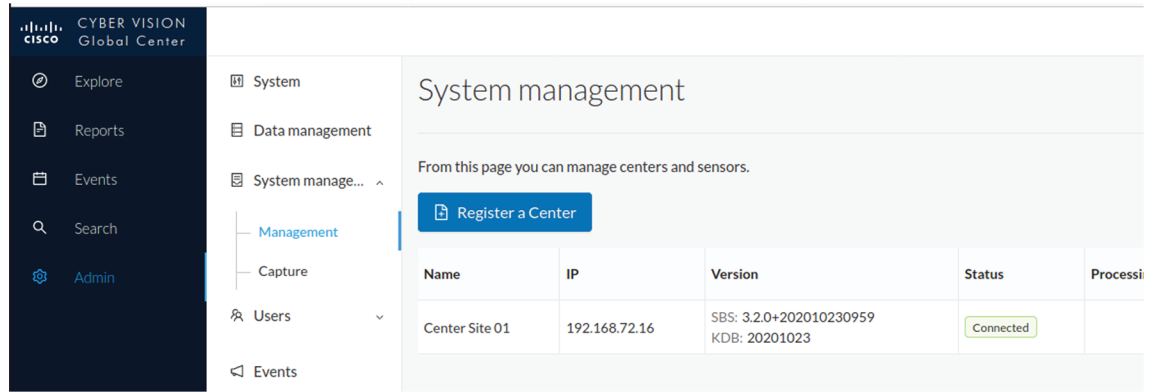 CISCO
CYBER VISION
Global Center
Explore
Reports
Events
Search
Admin
System
Data management
System manage...
Management
Capture
Users
Events
System management
From this page you can manage centers and sensors.
Register a Center
Name IP Version Status Processi
Center Site 01 192.168.72.16 SBS: 3.2.0+202010230959 Connected
KDB: 20201023